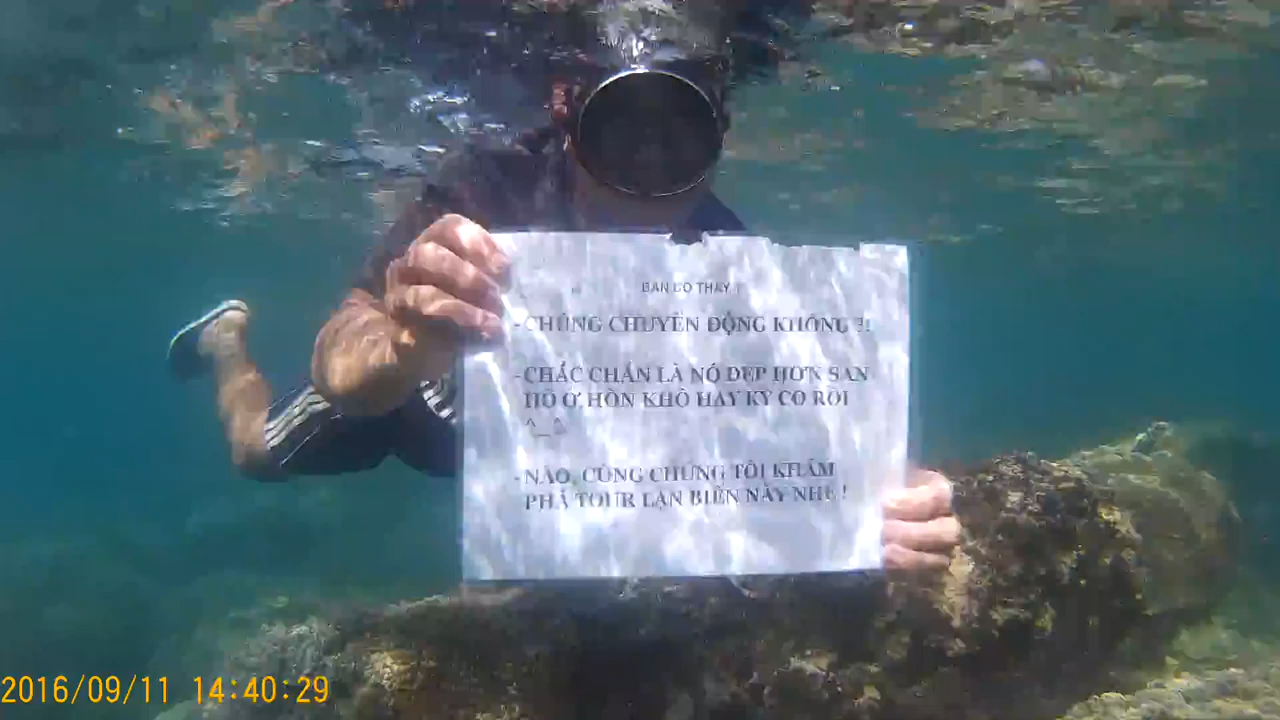 BẠN CÓ THẤY :
- CHÚNG CHUYỂN ĐỘNG KHÔNG ?!
- CHẮC CHẮN LÀ NÓ ĐẸP HƠN SAN
HÔ Ở HÒN KHÔ HAY KỲ CO RỒI
^_^
- NÀO, CÙNG CHÚNG TÔI KHÁM
PHÁ TOUR LẶN BIỂN NÀY NHÉ !
2016/09/11 14:40:29